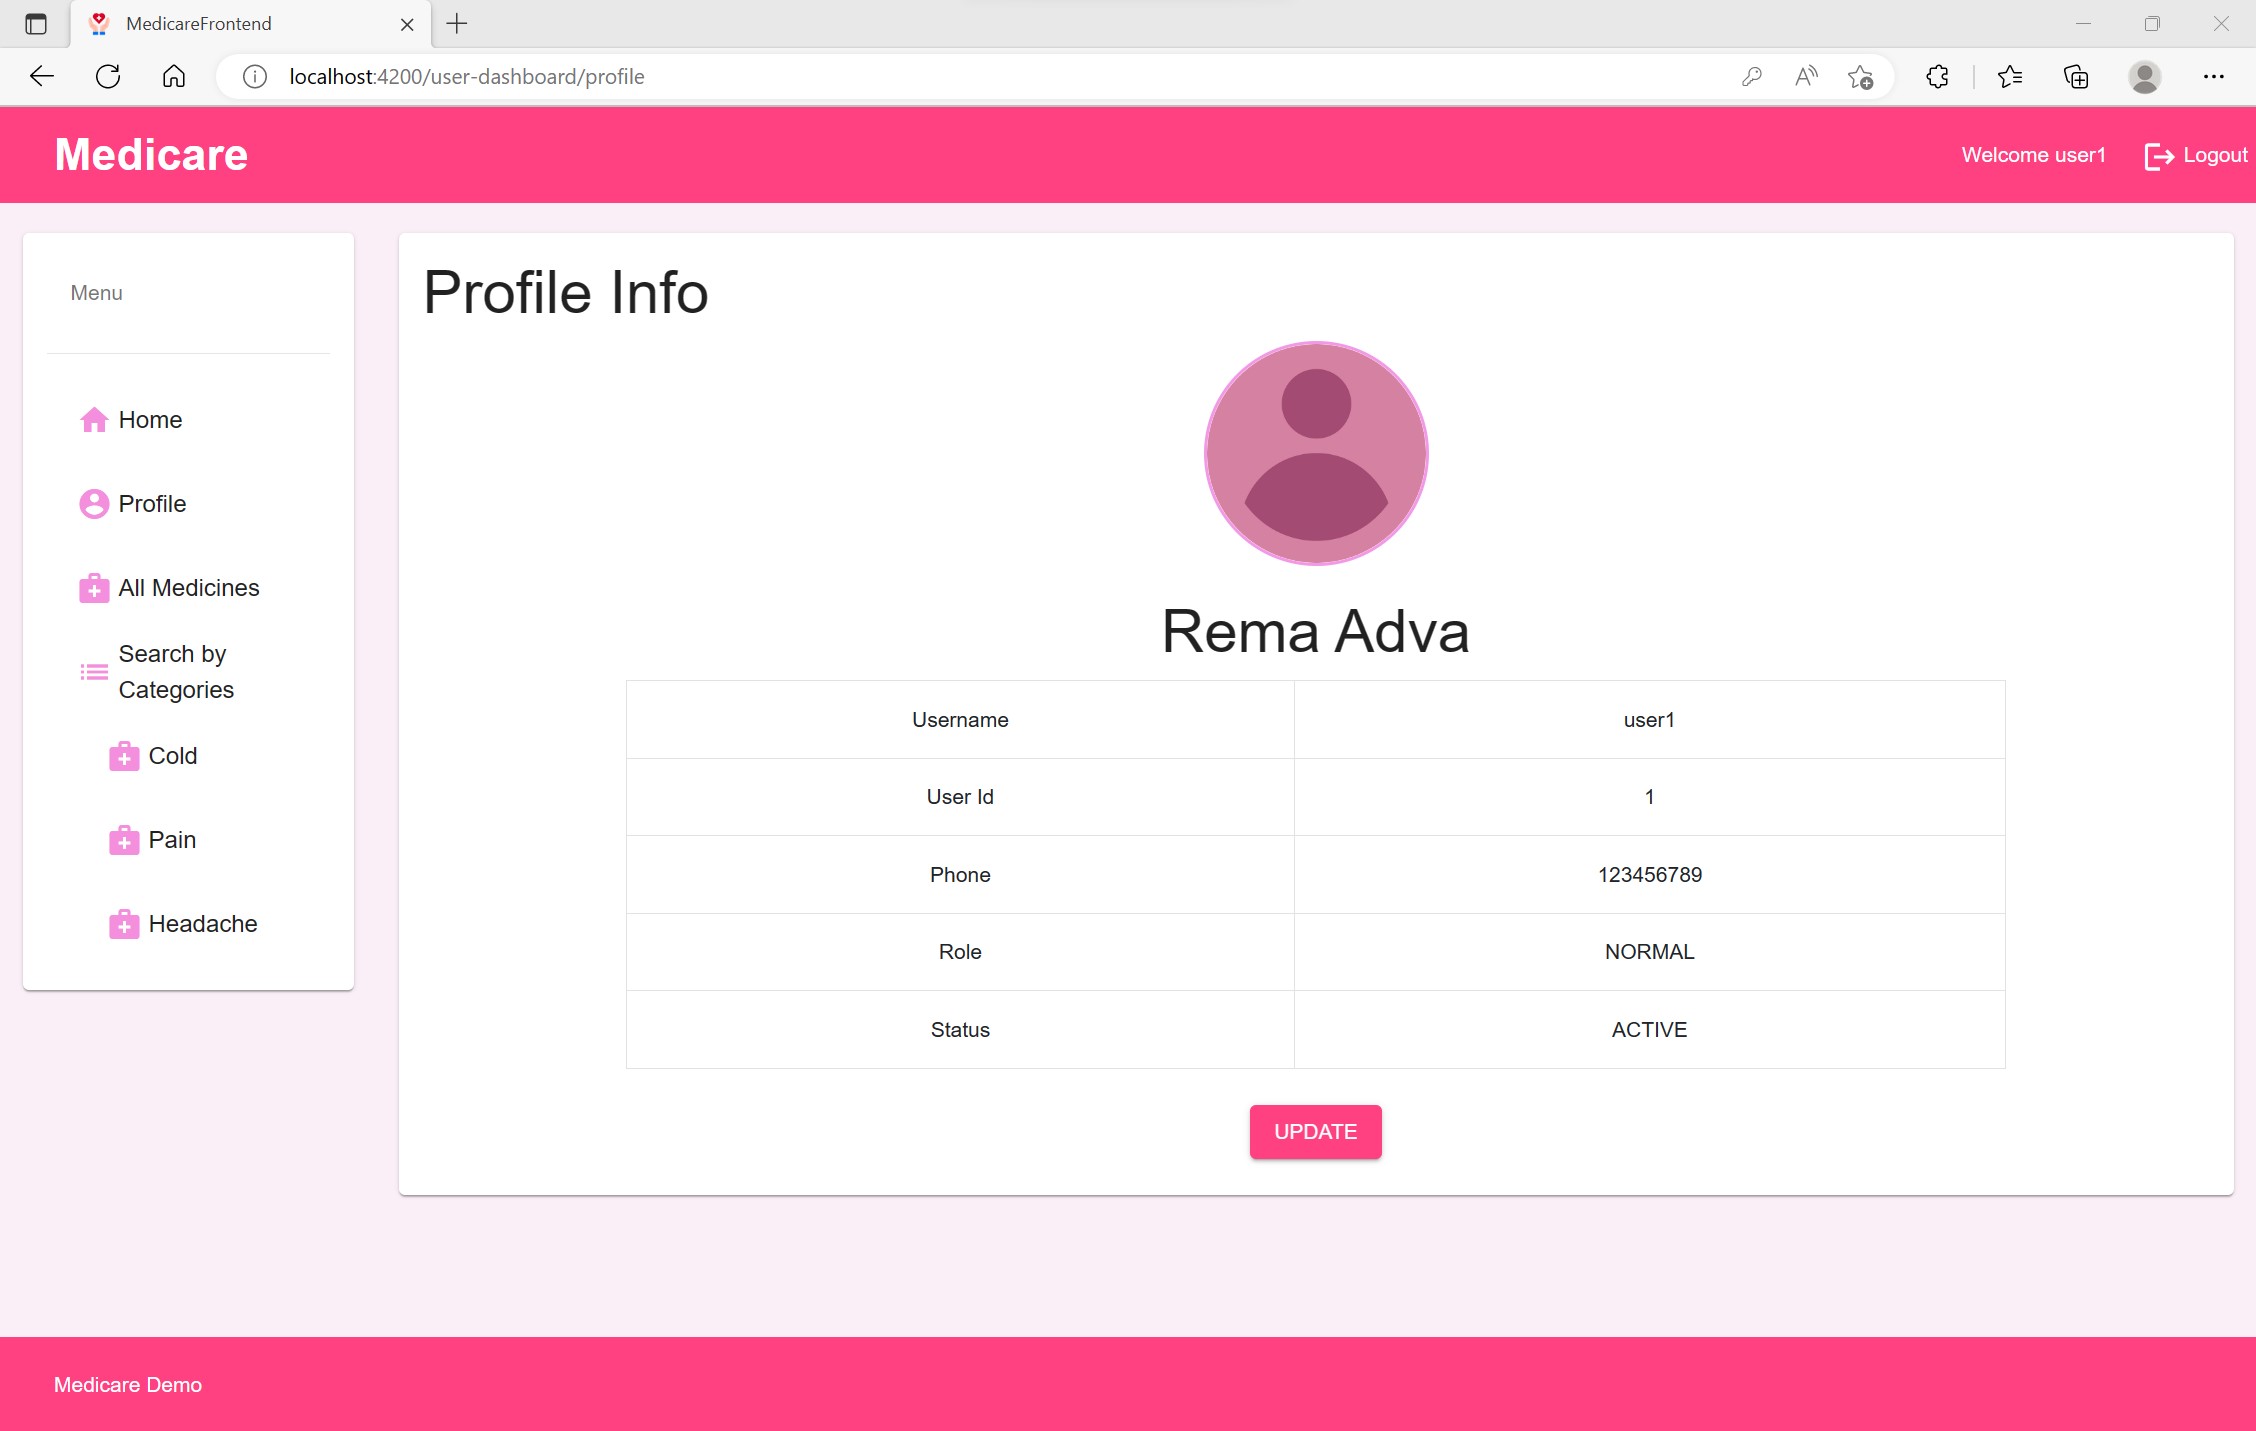 MedicareFrontend
localhost:4200/user-dashboard/profile
Medicare
Welcome user1
Logout
Menu
Home
Profile
All Medicines
Search by
Categories
Cold
Pain
Headache
Profile Info
Rema Adva
Username user1
User Id 1
Phone 123456789
Role NORMAL
Status ACTIVE
UPDATE
Medicare Demo